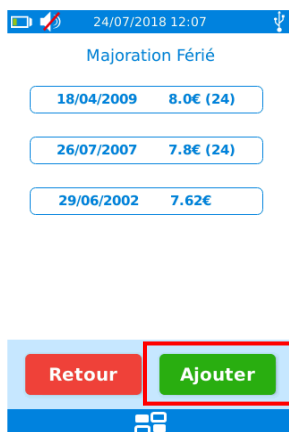 24/07/2018 12:07
Majoration Férié
18/04/2009 8.0€ (24)
26/07/2007 7.8€ (24)
29/06/2002 7.62€
Retour Ajouter